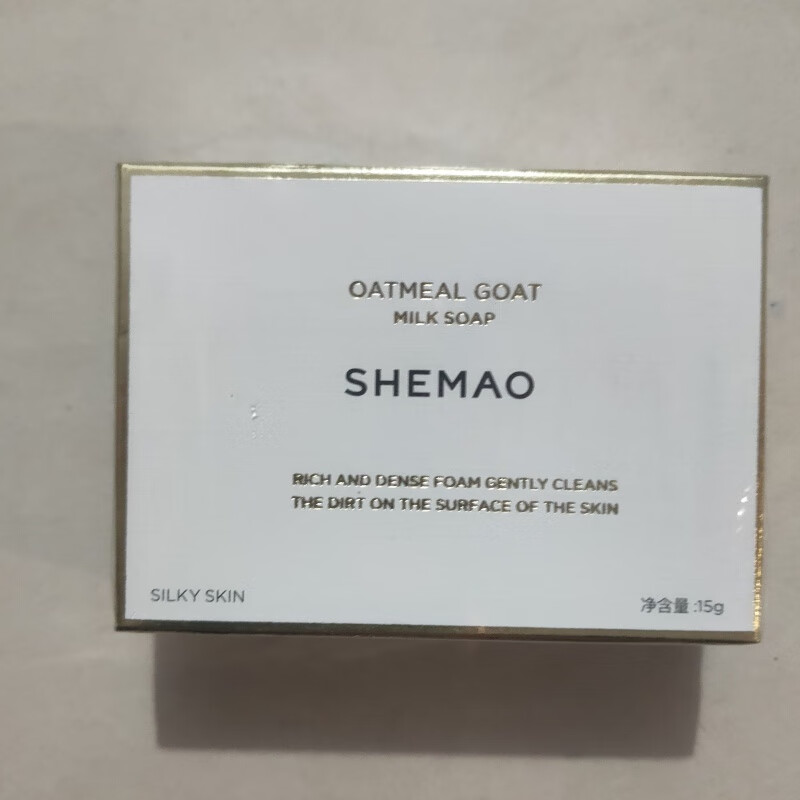 OATMEAL GOAT
MILK SOAP
SHEMAO
RICH AND DENSE FOAM GENTLY CLEANS
THE DIRT ON THE SURFACE OF THE SKIN
SILKY SKIN
净含量:15g